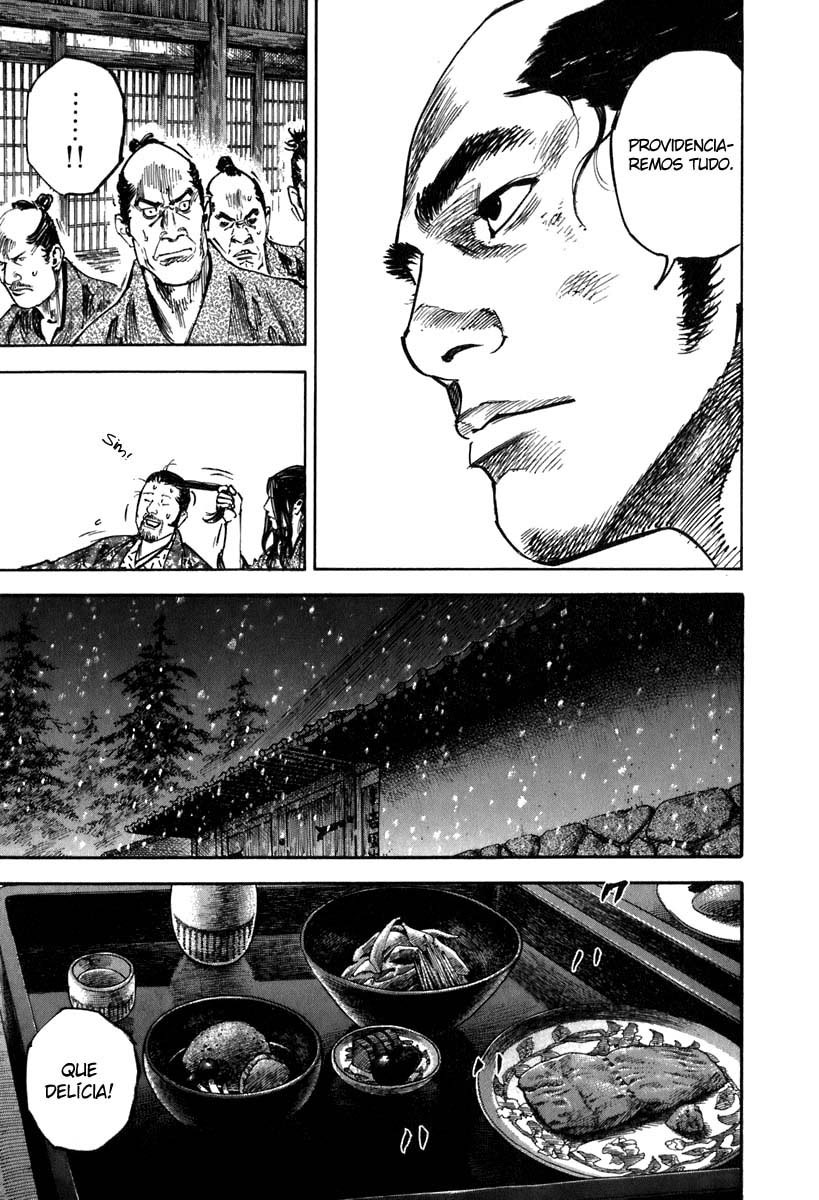 PROVIDENCIA-
REMOS TUDO.
......!!
Sim!
QUE
DELÍCIA!